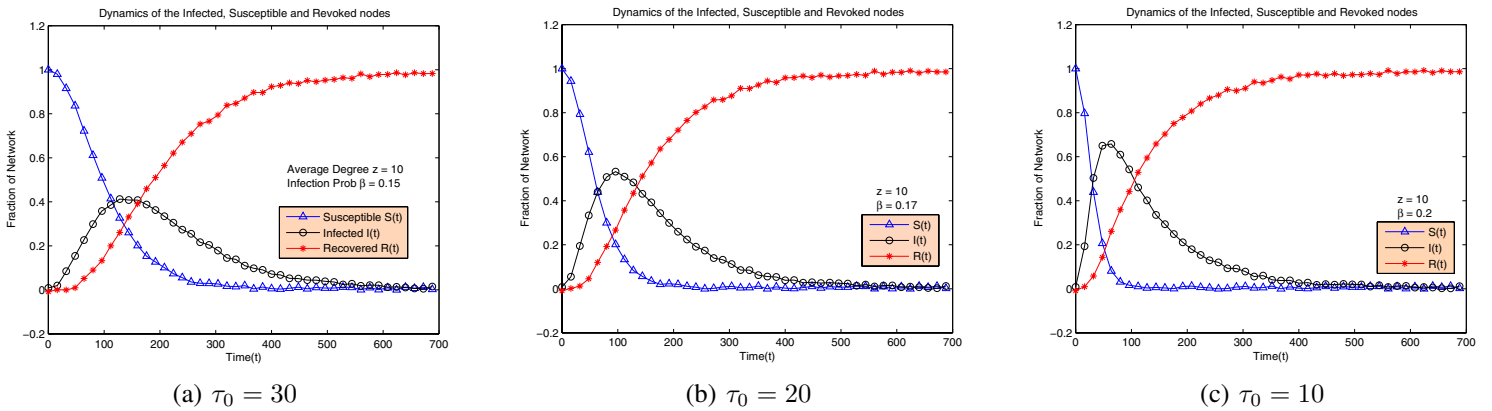 Dynamics of the Infected, Susceptible and Revoked nodes
1.2
1
0.8
0.6
0.4
0.2
0
−0.2
Fraction of Network
Average Degree z = 10
Infection Prob β = 0.15
Susceptible S(t)
Infected I(t)
Recovered R(t)
0 100 200 300 400 500 600 700
Time(t)
(a) τ0 = 30
Dynamics of the Infected, Susceptible and Revoked nodes
1.2
1
0.8
0.6
0.4
0.2
0
−0.2
Fraction of Network
z = 10
β = 0.17
S(t)
I(t)
R(t)
0 100 200 300 400 500 600 700
Time(t)
(b) τ0 = 20
Dynamics of the Infected, Susceptible and Revoked nodes
1.2
1
0.8
0.6
0.4
0.2
0
−0.2
Fraction of Network
z = 10
β = 0.2
S(t)
I(t)
R(t)
0 100 200 300 400 500 600 700
Time(t)
(c) τ0 = 10